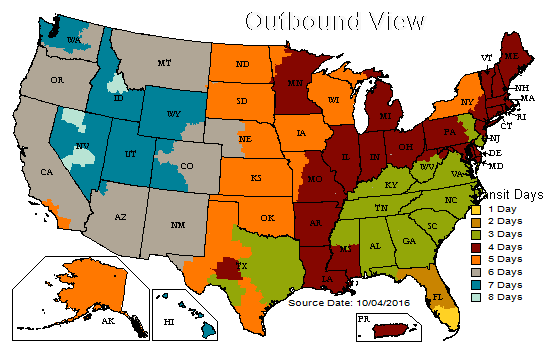 Outbound View
WA
MT
ND
MN
VT
ME
OR
ID
SD
WI
MI
NY
NH
MA
RI
CT
WY
IA
PA
NJ
NE
NV
UT
CO
IL
IN
OH
DE
MD
CA
KS
MO
WV
VA
KY
NC
TN
AZ
NM
OK
AR
SC
MS
AL
GA
TX
LA
FL
AK
HI
PR
nsit Days
1 Day
2 Days
3 Days
4 Days
5 Days
6 Days
7 Days
8 Days
Source Date: 10/04/2016